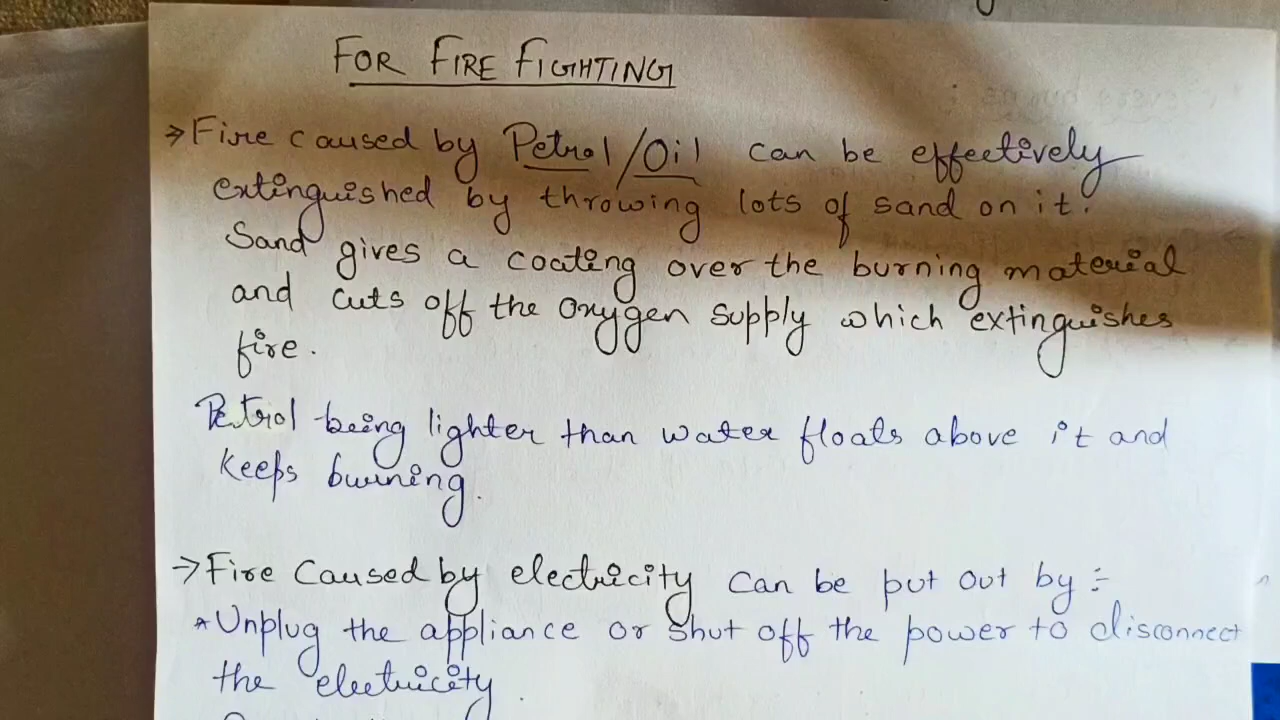 FOR FIRE FIGHTING
→ Fire caused by Petrol/Oil can be effectively
extinguished by throwing lots of sand on it.
Sand gives a coating over the burning material
and cuts off the oxygen supply which extinguishes
fire.
Petrol being lighter than water floats above it and
keeps burning.
→ Fire Caused by electricity can be put out by :-
* Unplug the appliance or shut off the power to disconnect
the electricity.